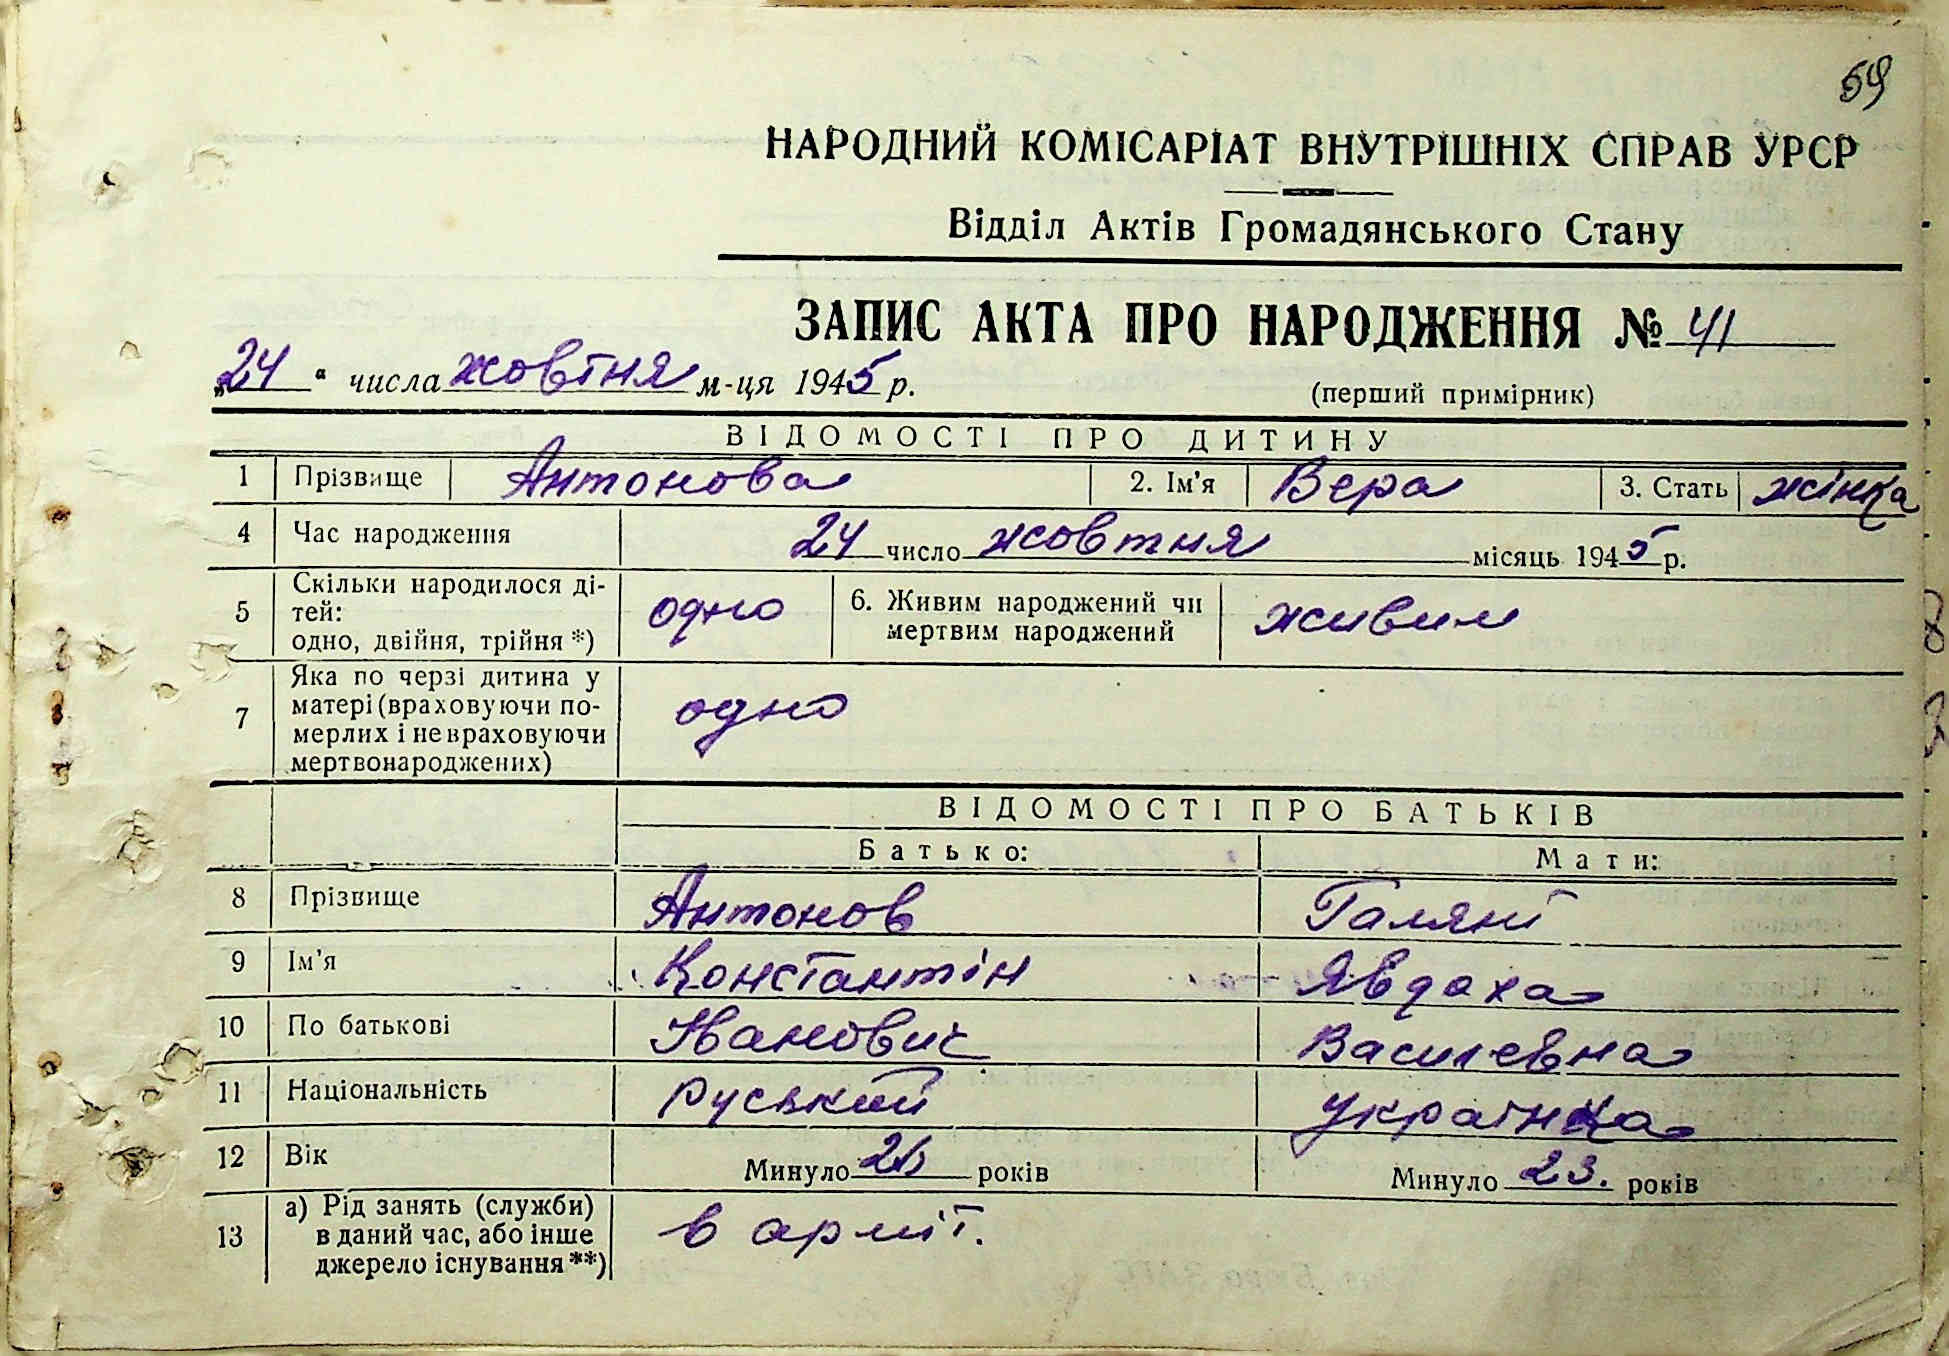 59
НАРОДНИЙ КОМІСАРІАТ ВНУТРІШНІХ СПРАВ УРСР
Відділ Актів Громадянського Стану
ЗАПИС АКТА ПРО НАРОДЖЕННЯ № 41
„24“ числа жовтня м-ця 1945 р. (перший примірник)
ВІДОМОСТІ ПРО ДИТИНУ
1 Прізвище Антонова 2. Ім'я Вера 3. Стать жінка
4 Час народження 24 число жовтня місяць 1945 р.
5 Скільки народилося ді-
тей:
одно, двійня, трійня *) одно 6. Живим народжений чи
мертвим народжений живим
7 Яка по черзі дитина у
матері (враховуючи по-
мерлих і не враховуючи
мертвонароджених) одно
ВІДОМОСТІ ПРО БАТЬКІВ
Батько: Мати:
8 Прізвище Антонов Галяні
9 Ім'я Константін Явдоха
10 По батькові Іванович Василевна
11 Національність руський українка
12 Вік Минуло років Минуло 23. років
13 а) Рід занять (служби)
в даний час, або інше
джерело існування **) в армії.